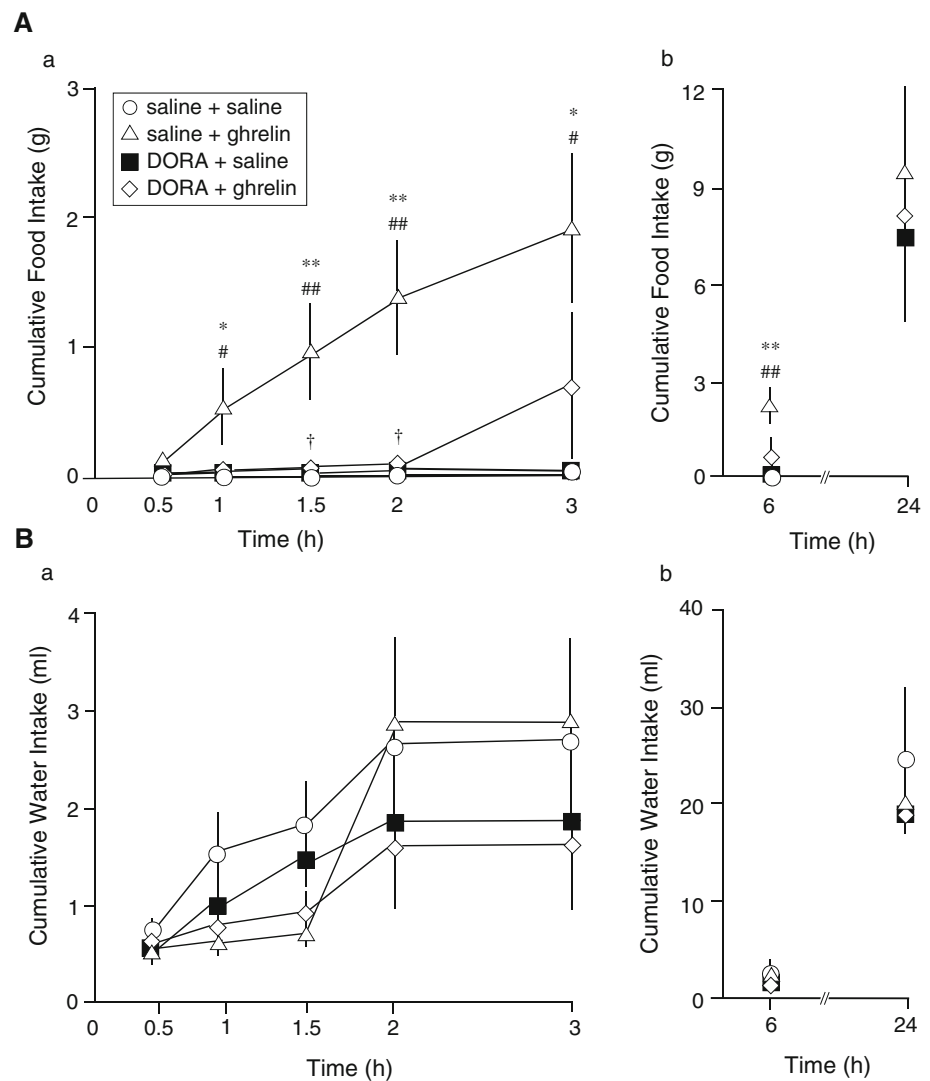 A
a
3
2
1
0
Cumulative Food Intake (g)
saline + saline
saline + ghrelin
DORA + saline
DORA + ghrelin
*
#
**
##
**
##
*
#
†
†
0 0.5 1 1.5 2 3
Time (h)
b
12
9
6
3
0
Cumulative Food Intake (g)
**
##
6 24
Time (h)
B
a
4
3
2
1
0
Cumulative Water Intake (ml)
0 0.5 1 1.5 2 3
Time (h)
b
40
30
20
10
0
Cumulative Water Intake (ml)
6 24
Time (h)